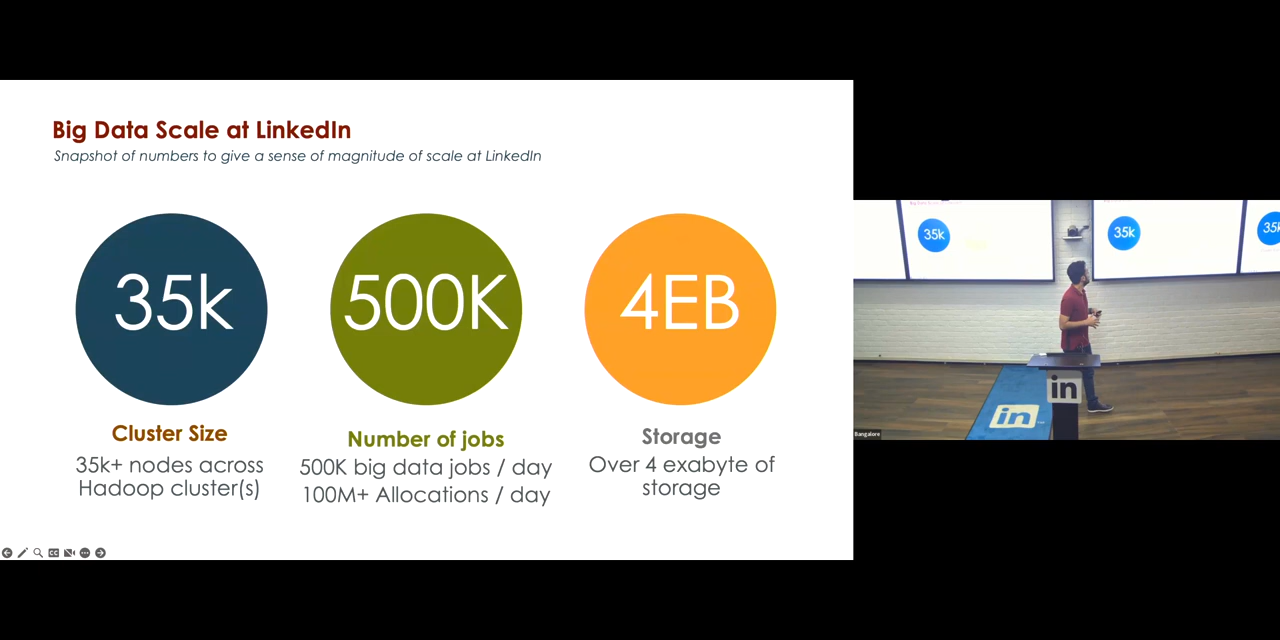 Big Data Scale at LinkedIn
Snapshot of numbers to give a sense of magnitude of scale at LinkedIn
35k
500K
4EB
Cluster Size
35k+ nodes across
Hadoop cluster(s)
Number of jobs
500K big data jobs / day
100M+ Allocations / day
Storage
Over 4 exabyte of
storage
CC
35k
35k
35k
in
in
Bangalore